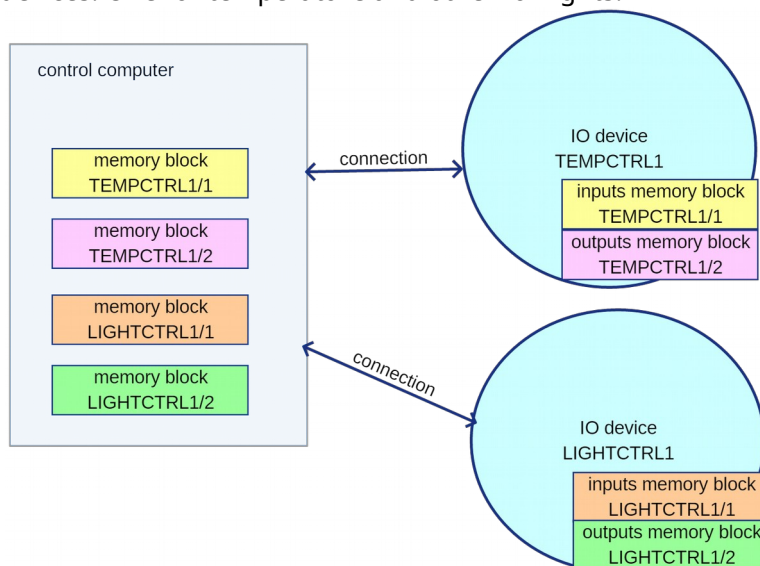 control computer
memory block
TEMPCTRL1/1
memory block
TEMPCTRL1/2
memory block
LIGHTCTRL1/1
memory block
LIGHTCTRL1/2
connection
connection
IO device
TEMPCTRL1
inputs memory block
TEMPCTRL1/1
outputs memory block
TEMPCTRL1/2
IO device
LIGHTCTRL1
inputs memory block
LIGHTCTRL1/1
outputs memory block
LIGHTCTRL1/2